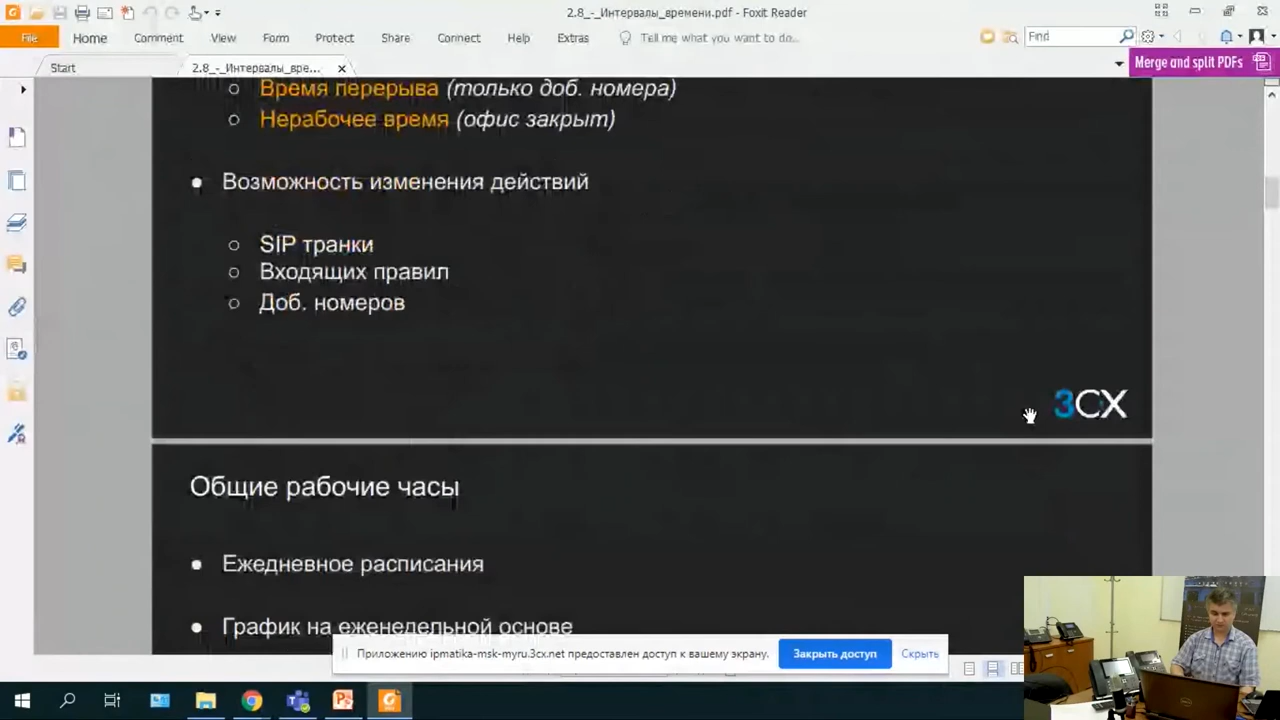 2.8_-_Интервалы_времени.pdf - Foxit Reader
File Home Comment View Form Protect Share Connect Help Extras Tell me what you want to do... Find
Start 2.8_-_Интервалы_вре... Merge and split PDFs
Время перерыва (только доб. номера)
Нерабочее время (офис закрыт)
Возможность изменения действий
SIP транки
Входящих правил
Доб. номеров
3CX
Общие рабочие часы
Ежедневное расписания
График на еженедельной основе
Приложению ipmatika-msk-myru.3cx.net предоставлен доступ к вашему экрану. Закрыть доступ Скрыть